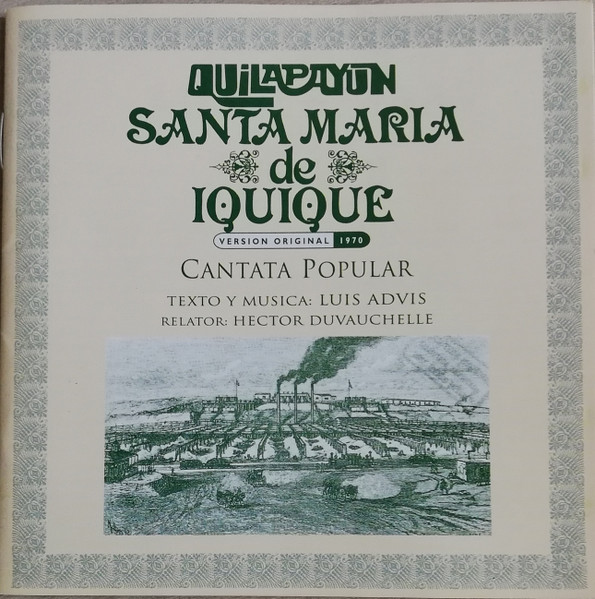 QUILAPAYUN
SANTA MARIA
de
IQUIQUE
VERSION ORIGINAL 1970
CANTATA POPULAR
TEXTO Y MUSICA: LUIS ADVIS
RELATOR: HECTOR DUVAUCHELLE